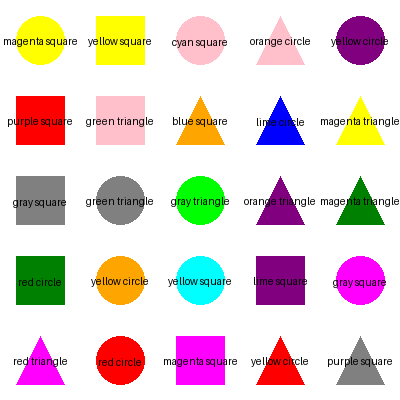 magenta square
yellow square
cyan square
orange circle
yellow circle
purple square
green triangle
blue square
lime circle
magenta triangle
gray square
green triangle
gray triangle
orange triangle
magenta triangle
red circle
yellow circle
yellow square
lime square
gray square
red triangle
red circle
magenta square
yellow circle
purple square